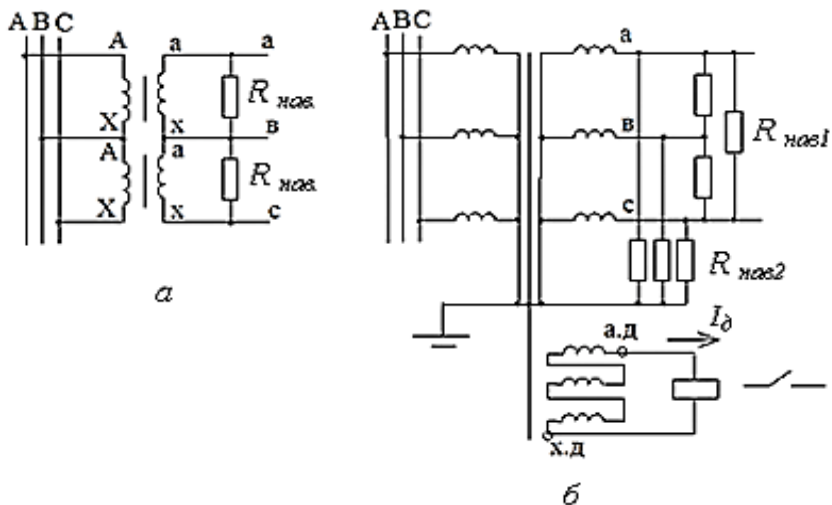 А В С
А
а
а
R нав.
Х
х
в
А
а
R нав.
Х
х
с
а
А В С
а
в
R нав1
с
R нав2
а.д
I д
х.д
б